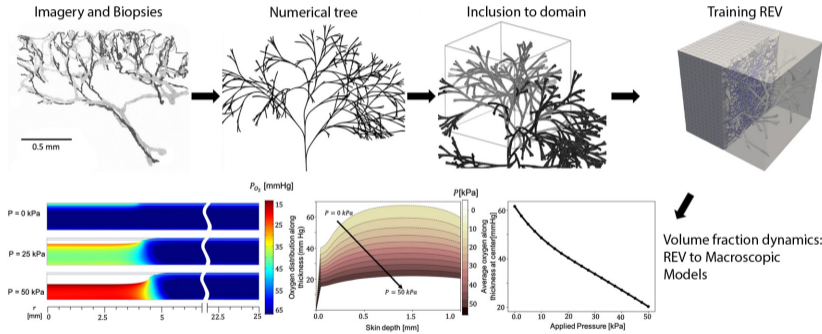 Imagery and Biopsies
Numerical tree
Inclusion to domain
Training REV
0.5 mm
P_O₂ [mmHg]
P = 0 kPa
P = 25 kPa
P = 50 kPa
15
25
35
45
55
65
r
[mm]
0
2.5
5
22.5
25
Oxygen distribution along
thickness (mm Hg)
60
40
20
P = 0 kPa
P = 50 kPa
0.0
0.5
1.5
1.0
Skin depth [mm]
P[kPa]
0
10
20
30
40
50
Average oxygen along
thickness at center[mmHg]
60
40
20
0.0
10
20
30
40
50
Applied Pressure [kPa]
Volume fraction dynamics:
REV to Macroscopic
Models